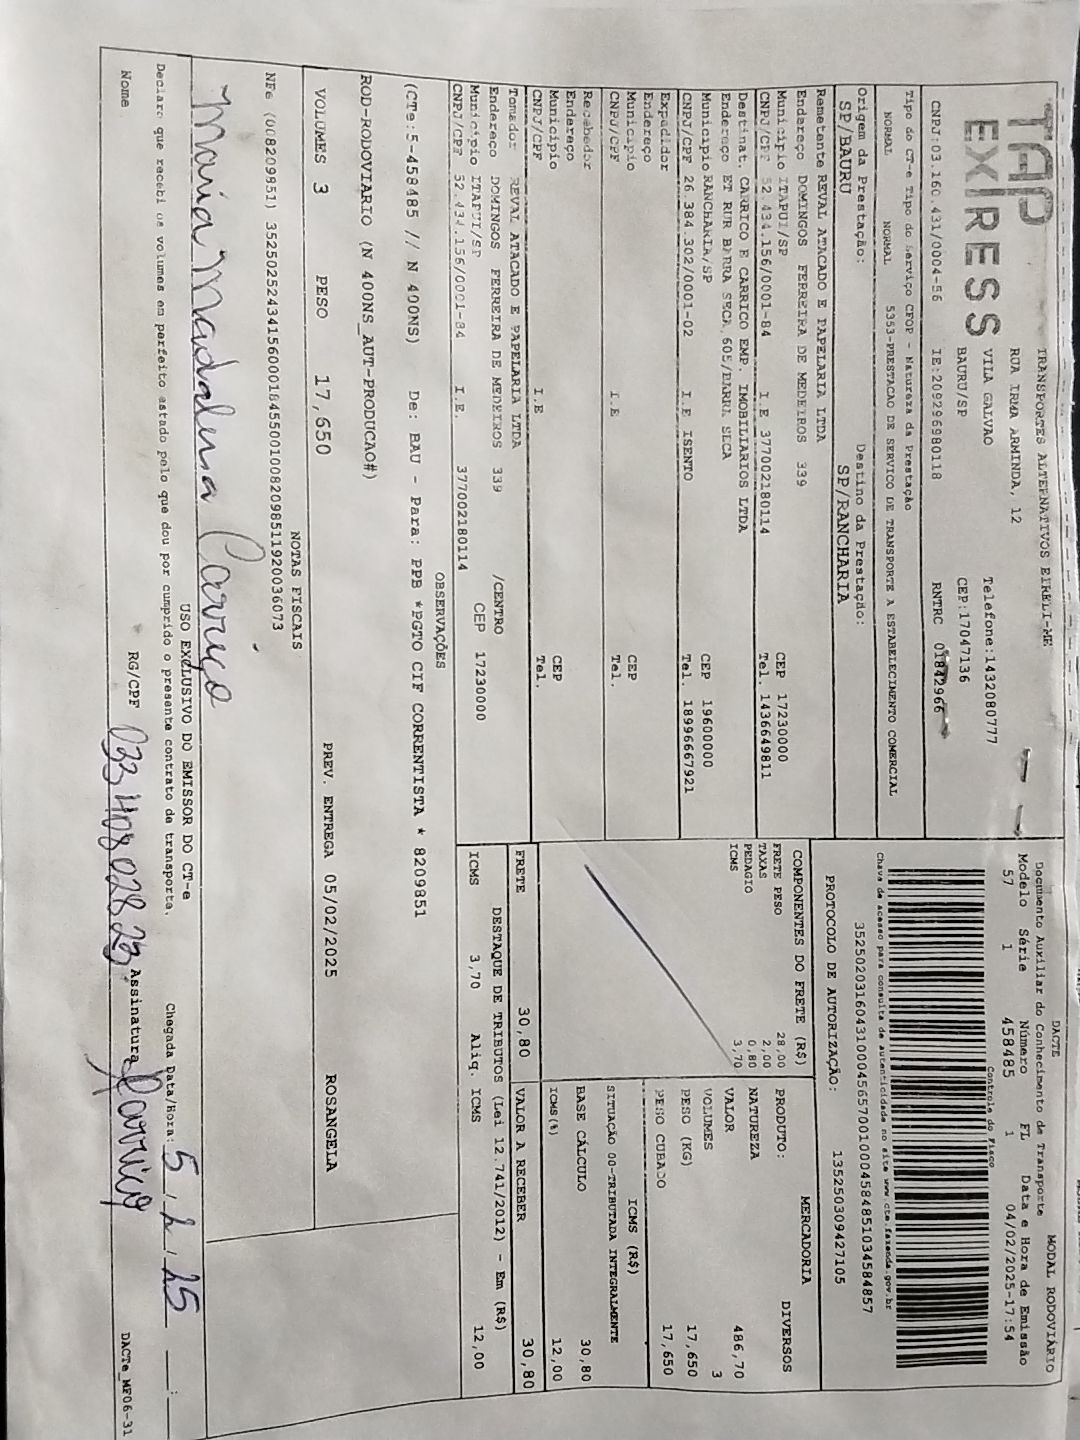 TAP
EXPRESS
TRANSPORTES ALTERNATIVOS EIRELI-ME
RUA IRMA ARMINDA, 12
VILA GALVAO
BAURU/SP
Telefone:1432080777
CEP:17047136
CNPJ:03.160.431/0004-56 IE:209296980118 RNTRC 01842966
Tipo do CT-e Tipo do Serviço CFOP - Natureza da Prestação
NORMAL NORMAL 5353-PRESTACAO DE SERVICO DE TRANSPORTE A ESTABELECIMENTO COMERCIAL
Origem da Prestação: Destino da Prestação:
SP/BAURU SP/RANCHARIA
Remetente REVAL ATACADO E PAPELARIA LTDA
Endereço DOMINGOS FERREIRA DE MEDEIROS 339
Município ITAPUI/SP CEP 17230000
CNPJ/CPF 52.434.156/0001-84 I.E 377002180114 Tel. 1436649811
Destinat. CARRICO E CARRICO EMP. IMOBILIARIOS LTDA
Endereço ET RUR BARRA SECA, 605/BARRA SECA
Município RANCHARIA/SP CEP 19600000
CNPJ/CPF 26.384.302/0001-02 I.E ISENTO Tel. 18996667921
Expedidor
Endereço
Município CEP
CNPJ/CPF I.E Tel.
Recebedor
Endereço
Município CEP
CNPJ/CPF I.E Tel.
Tomador REVAL ATACADO E PAPELARIA LTDA
Endereço DOMINGOS FERREIRA DE MEDEIROS 339 /CENTRO
Município ITAPUI/SP CEP 17230000
CNPJ/CPF 52.434.156/0001-84 I.E. 377002180114
DACTE MODAL RODOVIÁRIO
Documento Auxiliar do Conhecimento de Transporte
Modelo Série Número FL Data e Hora de Emissão
57 1 458485 1 04/02/2025-17:54
Controle do Fisco
Chave de acesso para consulta de autenticidade no site www.cte.fazenda.gov.br
35250203160431000456570010004584851034584857
PROTOCOLO DE AUTORIZAÇÃO: 135250309427105
COMPONENTES DO FRETE (R$)
FRETE PESO 28,00
TAXAS 2,00
PEDAGIO 0,80
ICMS 3,70
MERCADORIA
PRODUTO: DIVERSOS
NATUREZA
VALOR 486,70
VOLUMES 3
PESO (KG) 17,650
PESO CUBADO 17,650
ICMS (R$)
SITUAÇÃO 00-TRIBUTADA INTEGRALMENTE
BASE CÁLCULO 30,80
ICMS(%) 12,00
FRETE 30,80 VALOR A RECEBER 30,80
DESTAQUE DE TRIBUTOS (Lei 12.741/2012) - Em (R$)
ICMS 3,70 Aliq. ICMS 12,00
OBSERVAÇÕES
(CTe:5-458485 // N 400NS) De: BAU - Para: PPB *PGTO CIF CORRENTISTA * 8209851
ROD-RODOVIARIO (N 400NS_AUT-PRODUCAO#)
VOLUMES 3 PESO 17,650 PREV. ENTREGA 05/02/2025 ROSANGELA
NOTAS FISCAIS
NFe (008209851) 35250252434156000184550010082098511920036073
Maria Madalena Carriço
USO EXCLUSIVO DO EMISSOR DO CT-e
Declaro que recebi os volumes em perfeito estado pelo que dou por cumprido o presente contrato de transporte. Chegada Data/Hora: 5/2/25 :
Nome RG/CPF 033408028 23 Assinatura Carriço
DACTe_MF06-31